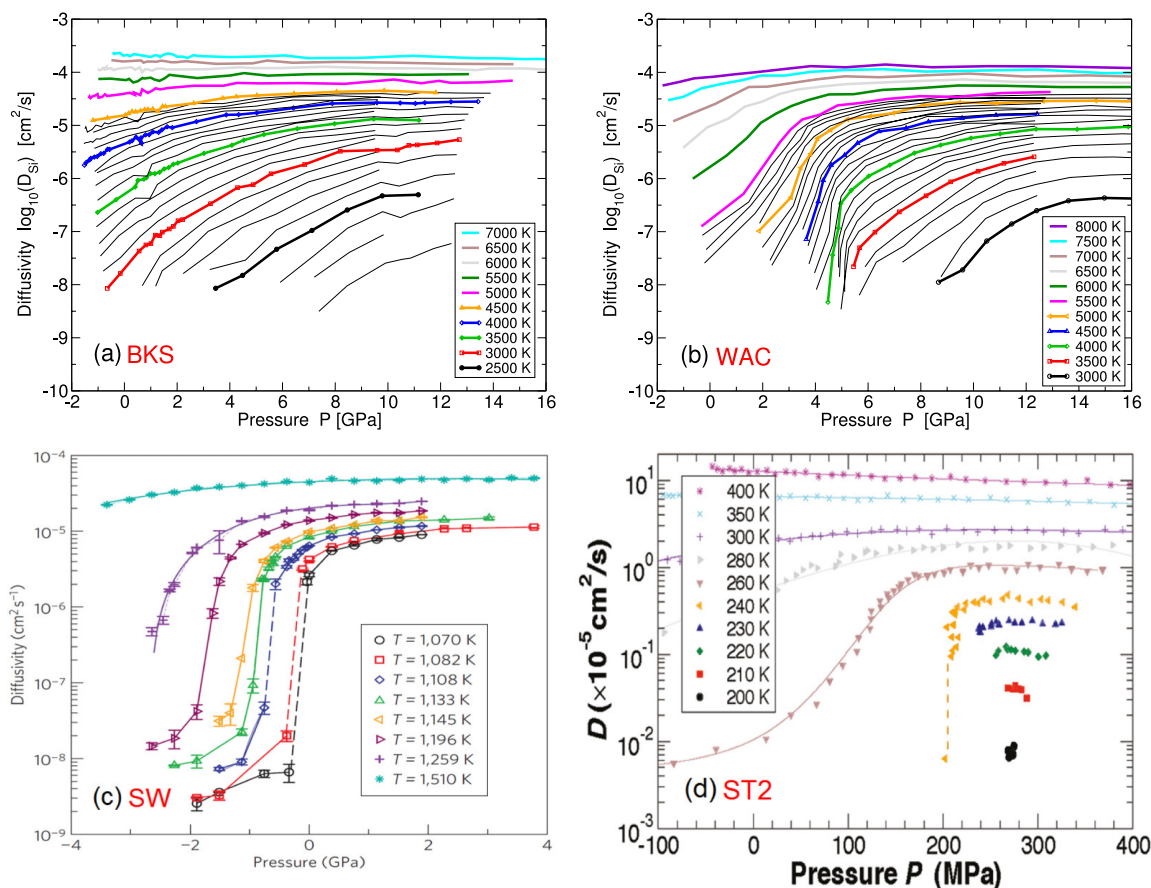 -3
-4
-5
-6
-7
-8
-9
-10
Diffusivity log10(DSi) [cm2/s]
7000 K
6500 K
6000 K
5500 K
5000 K
4500 K
4000 K
3500 K
3000 K
2500 K
(a) BKS
-2 0 2 4 6 8 10 12 14 16
Pressure P [GPa]
-3
-4
-5
-6
-7
-8
-9
-10
Diffusivity log10(DSi) [cm2/s]
8000 K
7500 K
7000 K
6500 K
6000 K
5500 K
5000 K
4500 K
4000 K
3500 K
3000 K
(b) WAC
-2 0 2 4 6 8 10 12 14 16
Pressure P [GPa]
10−4
10−5
10−6
10−7
10−8
10−9
Diffusivity (cm2 s−1)
T = 1,070 K
T = 1,082 K
T = 1,108 K
T = 1,133 K
T = 1,145 K
T = 1,196 K
T = 1,259 K
T = 1,510 K
(c) SW
−4 −2 0 2 4
Pressure (GPa)
10 1
10 0
10 -1
10 -2
10 -3
D (×10-5 cm2/s)
400 K
350 K
300 K
280 K
260 K
240 K
230 K
220 K
210 K
200 K
(d) ST2
-100 0 100 200 300 400
Pressure P (MPa)